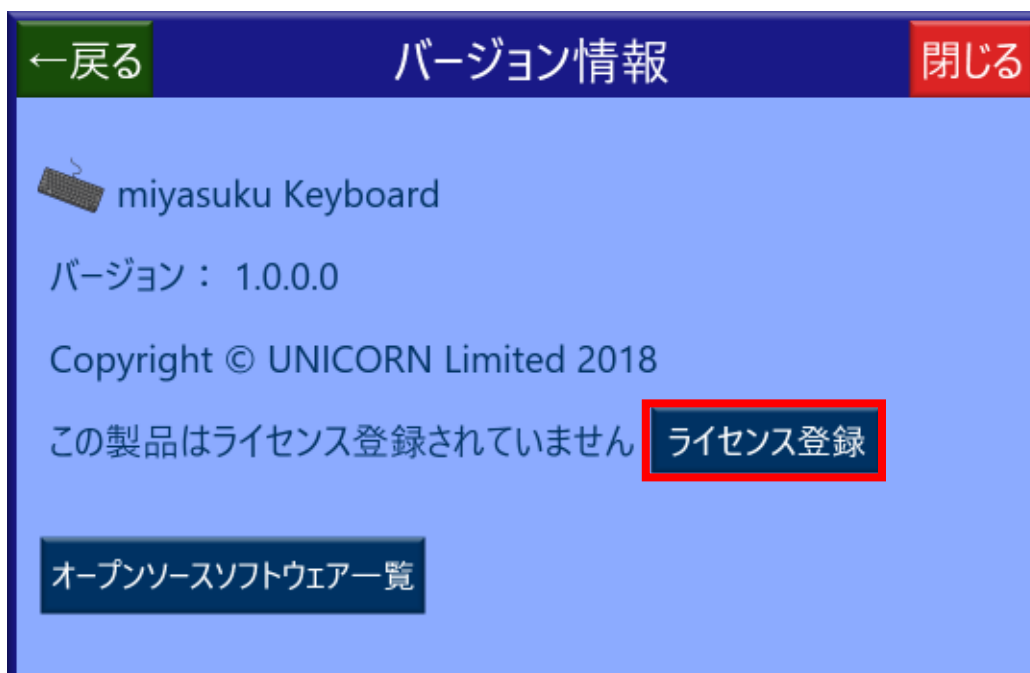 ←戻る バージョン情報 閉じる
miyasuku Keyboard
バージョン： 1.0.0.0
Copyright © UNICORN Limited 2018
この製品はライセンス登録されていません ライセンス登録
オープンソースソフトウェア一覧